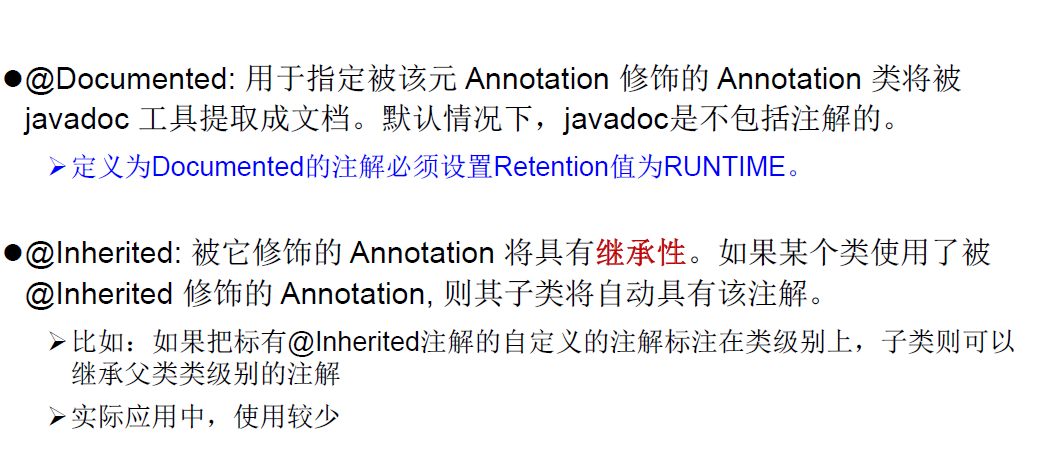 ●@Documented: 用于指定被该元 Annotation 修饰的 Annotation 类将被
javadoc 工具提取成文档。默认情况下，javadoc是不包括注解的。
➢定义为Documented的注解必须设置Retention值为RUNTIME。
●@Inherited: 被它修饰的 Annotation 将具有继承性。如果某个类使用了被
@Inherited 修饰的 Annotation, 则其子类将自动具有该注解。
➢比如：如果把标有@Inherited注解的自定义的注解标注在类级别上，子类则可以
继承父类类级别的注解
➢实际应用中，使用较少